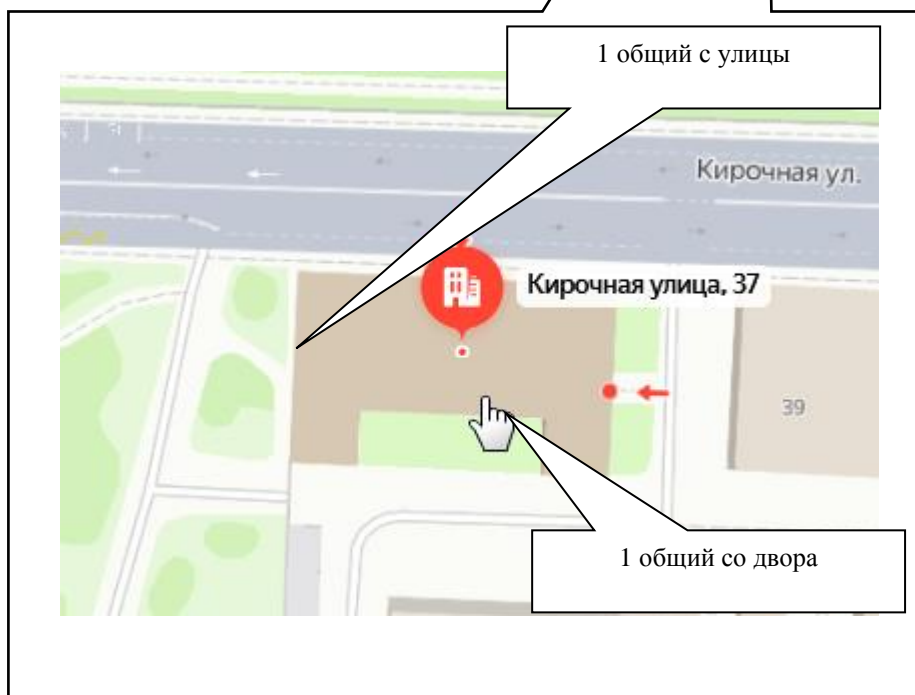 1 общий с улицы
Кирочная ул.
Кирочная улица, 37
39
1 общий со двора